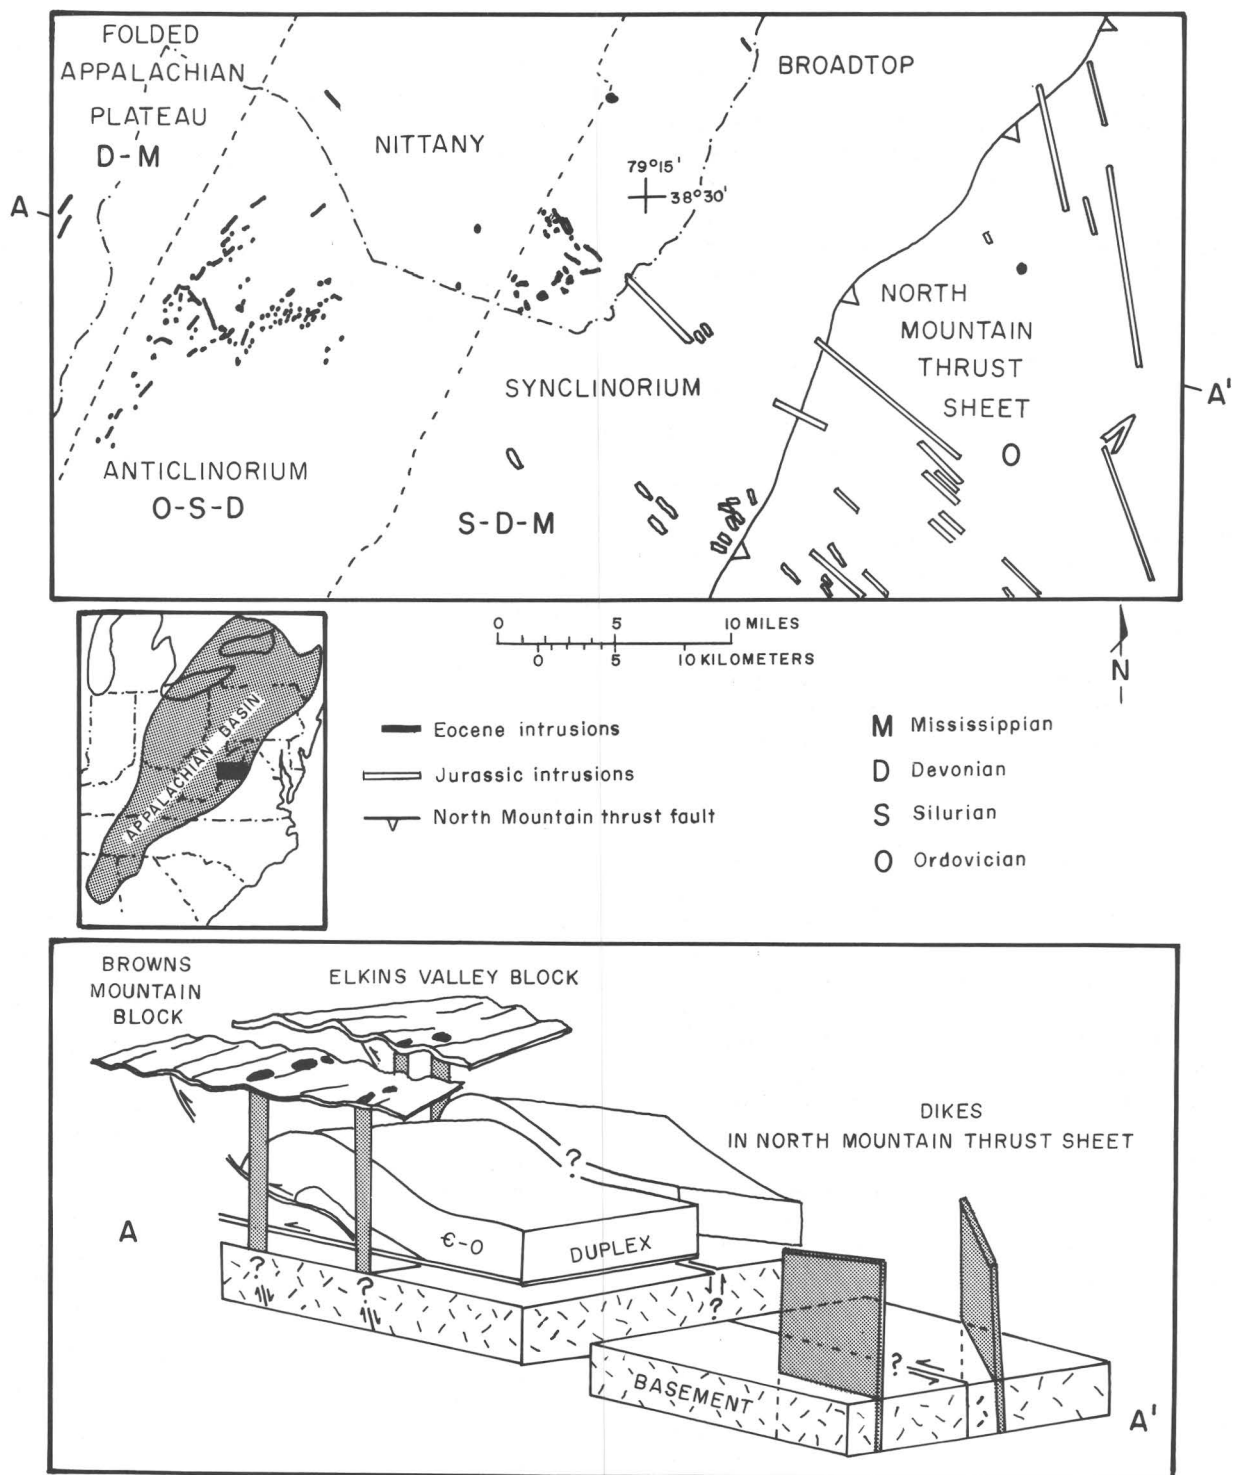 FOLDED
APPALACHIAN
PLATEAU
D-M
NITTANY
BROADTOP
79°15'
38°30'
A
NORTH
MOUNTAIN
THRUST
SHEET
O
A'
SYNCLINORIUM
ANTICLINORIUM
O-S-D
S-D-M
0 5 10 MILES
0 5 10 KILOMETERS
N
APPALACHIAN BASIN
Eocene intrusions
Jurassic intrusions
North Mountain thrust fault
M Mississippian
D Devonian
S Silurian
O Ordovician
BROWNS
MOUNTAIN
BLOCK
ELKINS VALLEY BLOCK
DIKES
IN NORTH MOUNTAIN THRUST SHEET
?
A
Є-O
DUPLEX
?
?
?
?
BASEMENT
A'